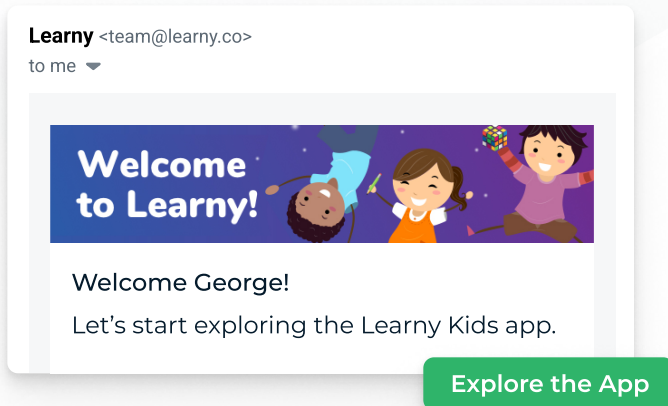 Learny <team@learny.co>
to me
Welcome
to Learny!
Welcome George!
Let’s start exploring the Learny Kids app.
Explore the App